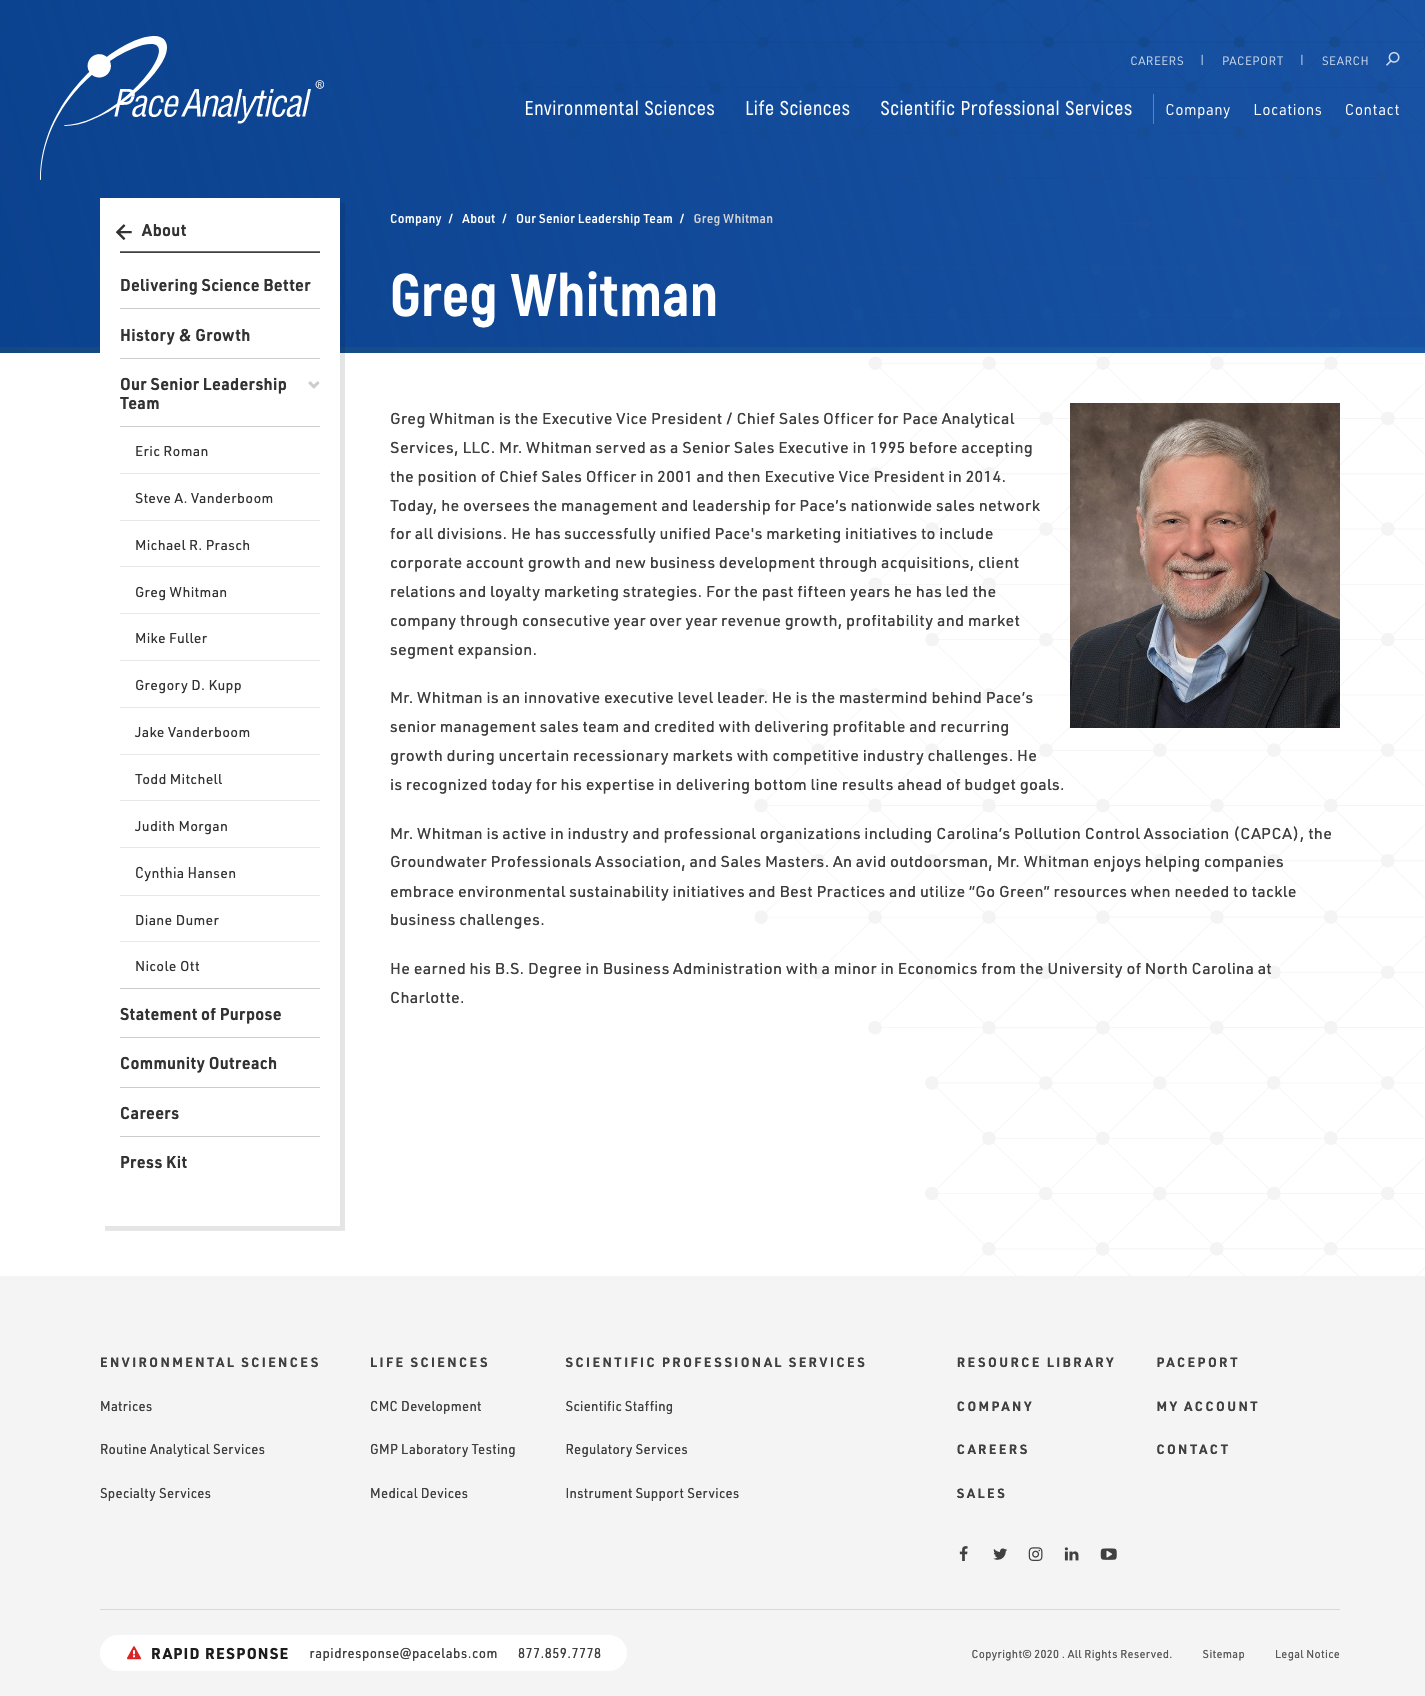 CAREERS | PACEPORT | SEARCH
Pace Analytical®
Environmental Sciences Life Sciences Scientific Professional Services Company Locations Contact
Company / About / Our Senior Leadership Team / Greg Whitman
Greg Whitman
About
Delivering Science Better
History & Growth
Our Senior Leadership
Team
Eric Roman
Steve A. Vanderboom
Michael R. Prasch
Greg Whitman
Mike Fuller
Gregory D. Kupp
Jake Vanderboom
Todd Mitchell
Judith Morgan
Cynthia Hansen
Diane Dumer
Nicole Ott
Statement of Purpose
Community Outreach
Careers
Press Kit
Greg Whitman is the Executive Vice President / Chief Sales Officer for Pace Analytical
Services, LLC. Mr. Whitman served as a Senior Sales Executive in 1995 before accepting
the position of Chief Sales Officer in 2001 and then Executive Vice President in 2014.
Today, he oversees the management and leadership for Pace’s nationwide sales network
for all divisions. He has successfully unified Pace's marketing initiatives to include
corporate account growth and new business development through acquisitions, client
relations and loyalty marketing strategies. For the past fifteen years he has led the
company through consecutive year over year revenue growth, profitability and market
segment expansion.
Mr. Whitman is an innovative executive level leader. He is the mastermind behind Pace’s
senior management sales team and credited with delivering profitable and recurring
growth during uncertain recessionary markets with competitive industry challenges. He
is recognized today for his expertise in delivering bottom line results ahead of budget goals.
Mr. Whitman is active in industry and professional organizations including Carolina’s Pollution Control Association (CAPCA), the
Groundwater Professionals Association, and Sales Masters. An avid outdoorsman, Mr. Whitman enjoys helping companies
embrace environmental sustainability initiatives and Best Practices and utilize “Go Green” resources when needed to tackle
business challenges.
He earned his B.S. Degree in Business Administration with a minor in Economics from the University of North Carolina at
Charlotte.
ENVIRONMENTAL SCIENCES
Matrices
Routine Analytical Services
Specialty Services
LIFE SCIENCES
CMC Development
GMP Laboratory Testing
Medical Devices
SCIENTIFIC PROFESSIONAL SERVICES
Scientific Staffing
Regulatory Services
Instrument Support Services
RESOURCE LIBRARY
COMPANY
CAREERS
SALES
PACEPORT
MY ACCOUNT
CONTACT
RAPID RESPONSE rapidresponse@pacelabs.com 877.859.7778
Copyright© 2020 . All Rights Reserved. Sitemap Legal Notice